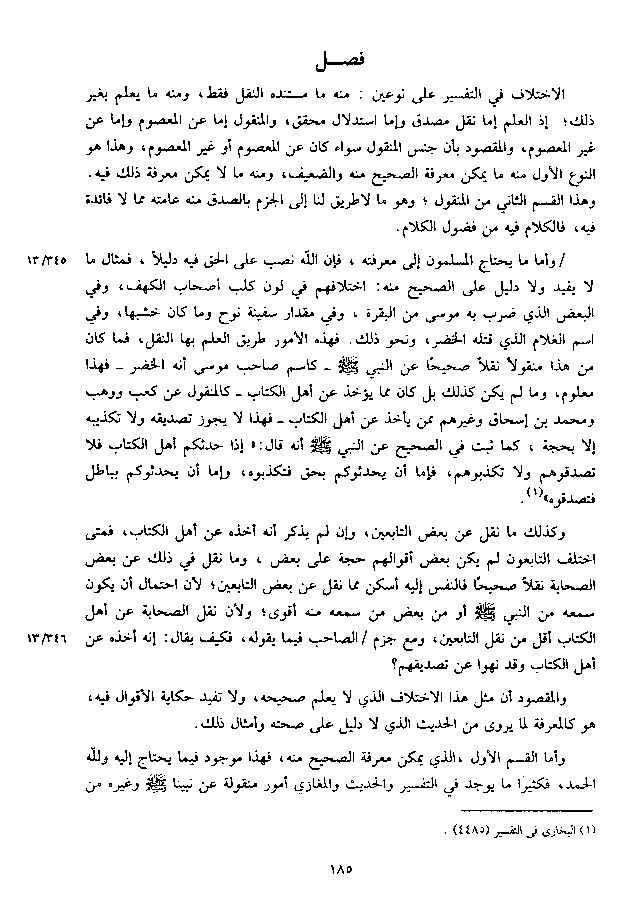 فصــل
الاختلاف في التفسير على نوعين : منه ما مستنده النقل فقط، ومنه ما يعلم بغير
ذلك؛ إذ العلم إما نقل مصدق وإما استدلال محقق، والمنقول إما عن المعصوم وإما عن
غير المعصوم، والمقصود بأن جنس المنقول سواء كان عن المعصوم أو غير المعصوم، وهذا هو
النوع الأول منه ما يمكن معرفة الصحيح منه والضعيف، ومنه ما لا يمكن معرفة ذلك فيه.
وهذا القسم الثاني من المنقول ؛ وهو ما لاطريق لنا إلى الجزم بالصدق منه عامته مما لا فائدة
فيه، فالكلام فيه من فضول الكلام.
/ وأما ما يحتاج المسلمون إلى معرفته ، فإن الله نصب على الحق فيه دليلاً ، فمثال ما ١٣/٣٤٥
لا يفيد ولا دليل على الصحيح منه: اختلافهم في لون كلب أصحاب الكهف، وفي
البعض الذي ضرب به موسى من البقرة ، وفي مقدار سفينة نوح وما كان خشبها، وفي
اسم الغلام الذي قتله الخضر، ونحو ذلك. فهذه الأمور طريق العلم بها النقل، فما كان
من هذا منقولاً نقلاً صحيحًا عن النبي ﷺ ـ كاسم صاحب موسى أنه الخضر ـ فهذا
معلوم، وما لم يكن كذلك بل كان مما يؤخذ عن أهل الكتاب ـ كالمنقول عن كعب ووهب
ومحمد بن إسحاق وغيرهم ممن يأخذ عن أهل الكتاب ـ فهذا لا يجوز تصديقه ولا تكذيبه
إلا بحجة ، كما ثبت في الصحيح عن النبي ﷺ أنه قال:« إذا حدثكم أهل الكتاب فلا
تصدقوهم ولا تكذبوهم، فإما أن يحدثوكم بحق فتكذبوه، وإما أن يحدثوكم بباطل
فتصدقوه»(١).
وكذلك ما نقل عن بعض التابعين، وإن لم يذكر أنه أخذه عن أهل الكتاب، فمتى
اختلف التابعون لم يكن بعض أقوالهم حجة على بعض ، وما نقل في ذلك عن بعض
الصحابة نقلاً صحيحًا فالنفس إليه أسكن مما نقل عن بعض التابعين؛ لأن احتمال أن يكون
سمعه من النبي ﷺ أو من بعض من سمعه منه أقوى؛ ولأن نقل الصحابة عن أهل
الكتاب أقل من نقل التابعين، ومع جزم / الصاحب فيما يقوله، فكيف يقال: إنه أخذه عن ١٣/٣٤٦
أهل الكتاب وقد نهوا عن تصديقهم؟
والمقصود أن مثل هذا الاختلاف الذي لا يعلم صحيحه، ولا تفيد حكاية الأقوال فيه،
هو كالمعرفة لما يروى من الحديث الذي لا دليل على صحته وأمثال ذلك.
وأما القسم الأول ،الذي يمكن معرفة الصحيح منه، فهذا موجود فيما يحتاج إليه ولله
الحمد، فكثيرًا ما يوجد في التفسير والحديث والمغازي أمور منقولة عن نبينا ﷺ وغيره من
(١) البخارى فى التفسير (٤٤٨٥) .
١٨٥